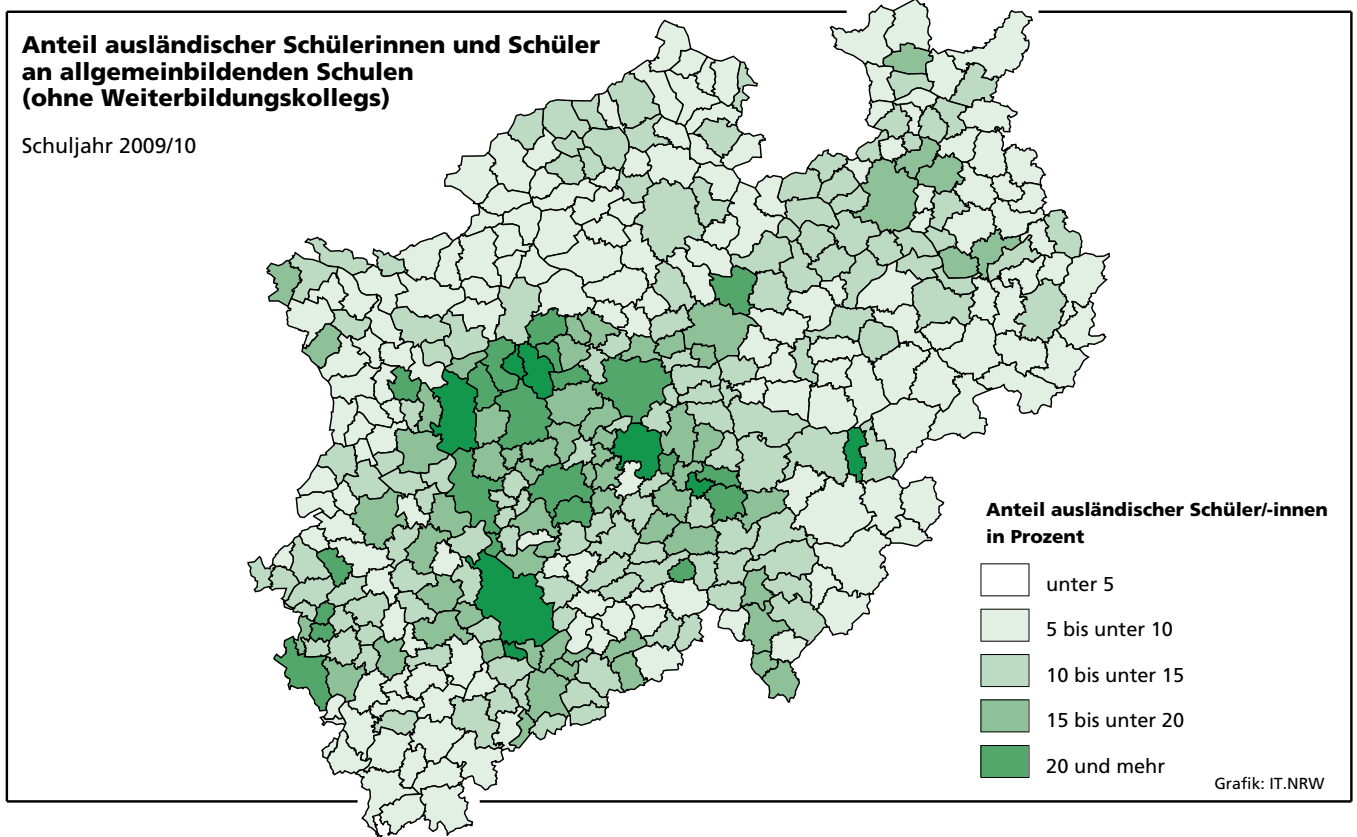 Anteil ausländischer Schülerinnen und Schüler
an allgemeinbildenden Schulen
(ohne Weiterbildungskollegs)
Schuljahr 2009/10
Anteil ausländischer Schüler/-innen
in Prozent
unter 5
5 bis unter 10
10 bis unter 15
15 bis unter 20
20 und mehr
Grafik: IT.NRW